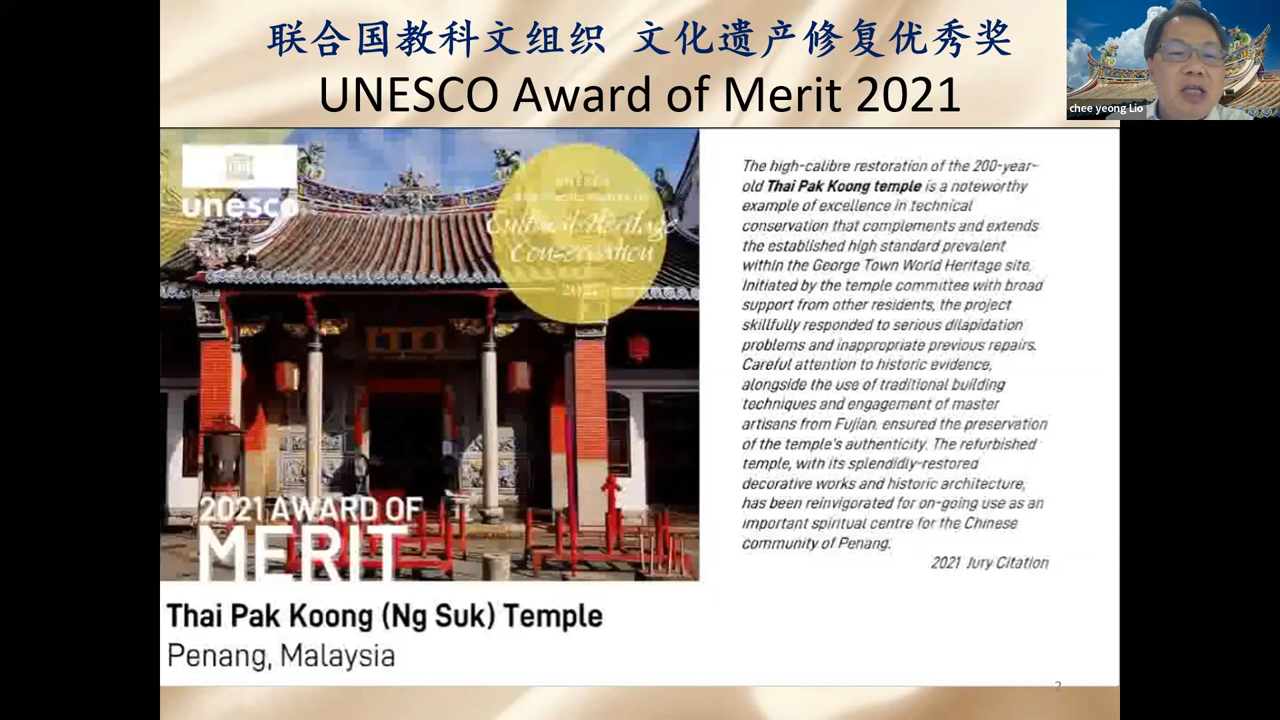 联合国教科文组织 文化遗产修复优秀奖
UNESCO Award of Merit 2021
chee yeong Lio
unesco
UNESCO
Cultural Heritage
Conservation
2021
2021 AWARD OF
MERIT
The high-calibre restoration of the 200-year-
old Thai Pak Koong temple is a noteworthy
example of excellence in technical
conservation that complements and extends
the established high standard prevalent
within the George Town World Heritage site.
Initiated by the temple committee with broad
support from other residents, the project
skillfully responded to serious dilapidation
problems and inappropriate previous repairs.
Careful attention to historic evidence,
alongside the use of traditional building
techniques and engagement of master
artisans from Fujian, ensured the preservation
of the temple's authenticity. The refurbished
temple, with its splendidly-restored
decorative works and historic architecture,
has been reinvigorated for on-going use as an
important spiritual centre for the Chinese
community of Penang.
2021 Jury Citation
Thai Pak Koong (Ng Suk) Temple
Penang, Malaysia
2